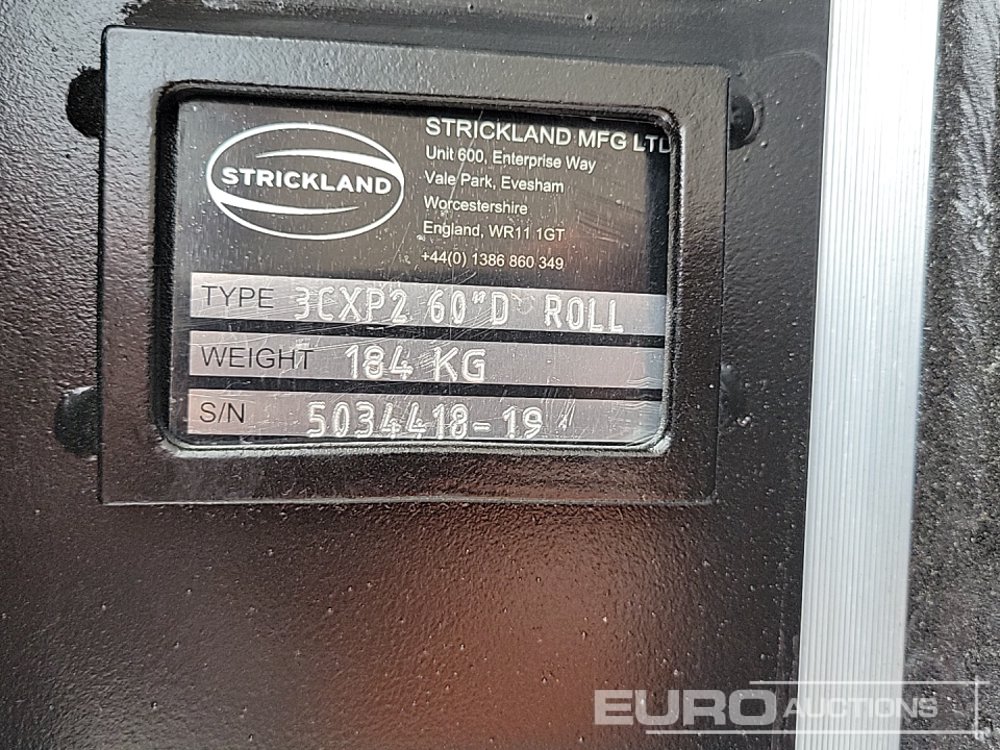 STRICKLAND
STRICKLAND MFG LTD
Unit 600, Enterprise Way
Vale Park, Evesham
Worcestershire
England, WR11 1GT
+44(0) 1386 860 349
TYPE 3CXP2 60"D ROLL
WEIGHT 184 KG
S/N 5034418-19
EURO AUCTIONS